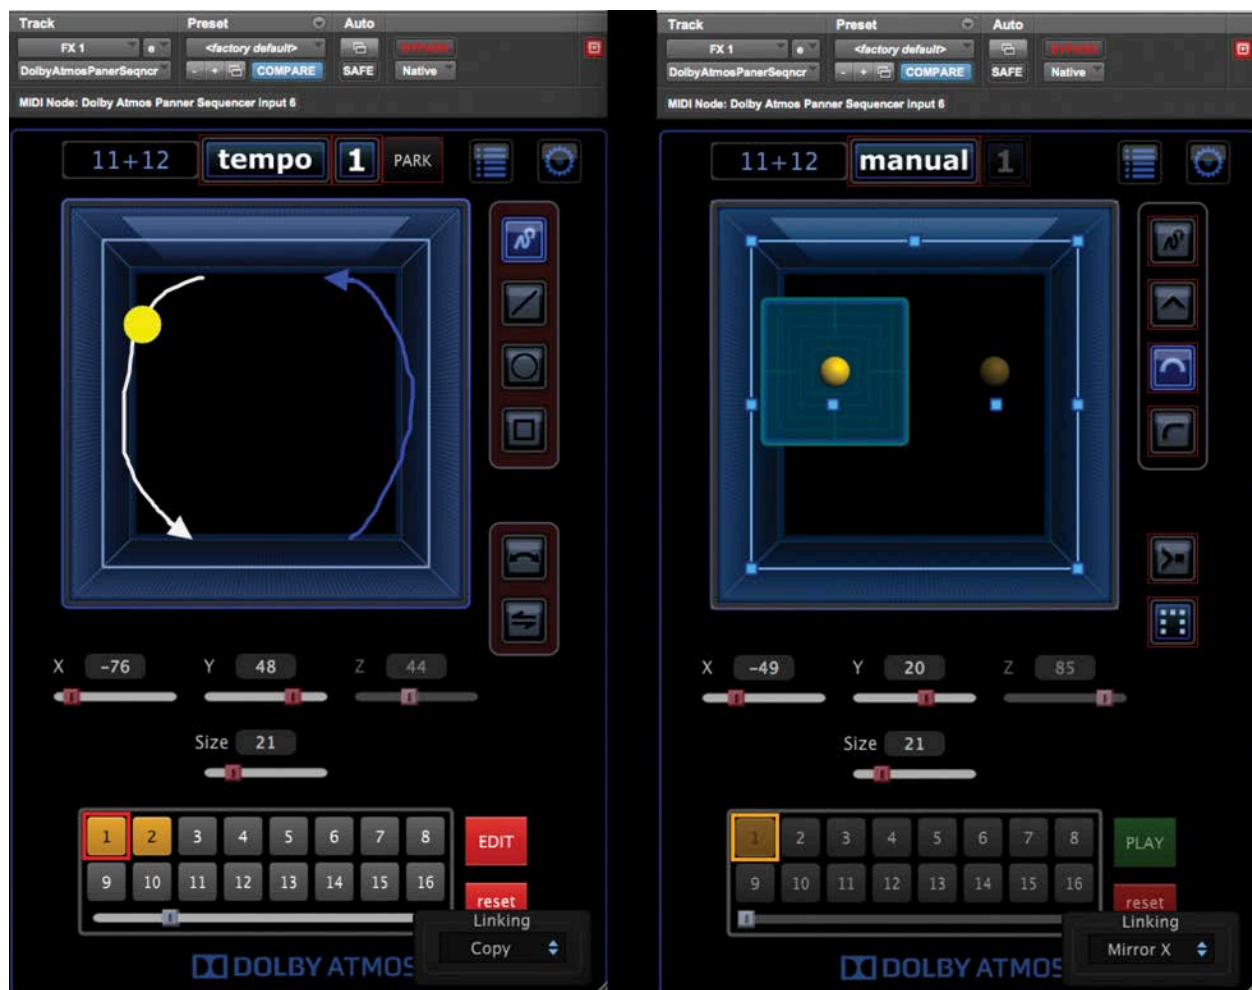 Track Preset Auto
FX 1 e <factory default> BYPASS
DolbyAtmosPanerSeqncr - + COMPARE SAFE Native
MIDI Node: Dolby Atmos Panner Sequencer Input 6
11+12 tempo 1 PARK
X -76 Y 48 Z 44
Size 21
1 2 3 4 5 6 7 8 EDIT
9 10 11 12 13 14 15 16 reset
Linking
Copy
DOLBY ATMOS
Track Preset Auto
FX 1 e <factory default> BYPASS
DolbyAtmosPanerSeqncr - + COMPARE SAFE Native
MIDI Node: Dolby Atmos Panner Sequencer Input 6
11+12 manual 1
X -49 Y 20 Z 85
Size 21
1 2 3 4 5 6 7 8 PLAY
9 10 11 12 13 14 15 16 reset
Linking
Mirror X
DOLBY ATMOS